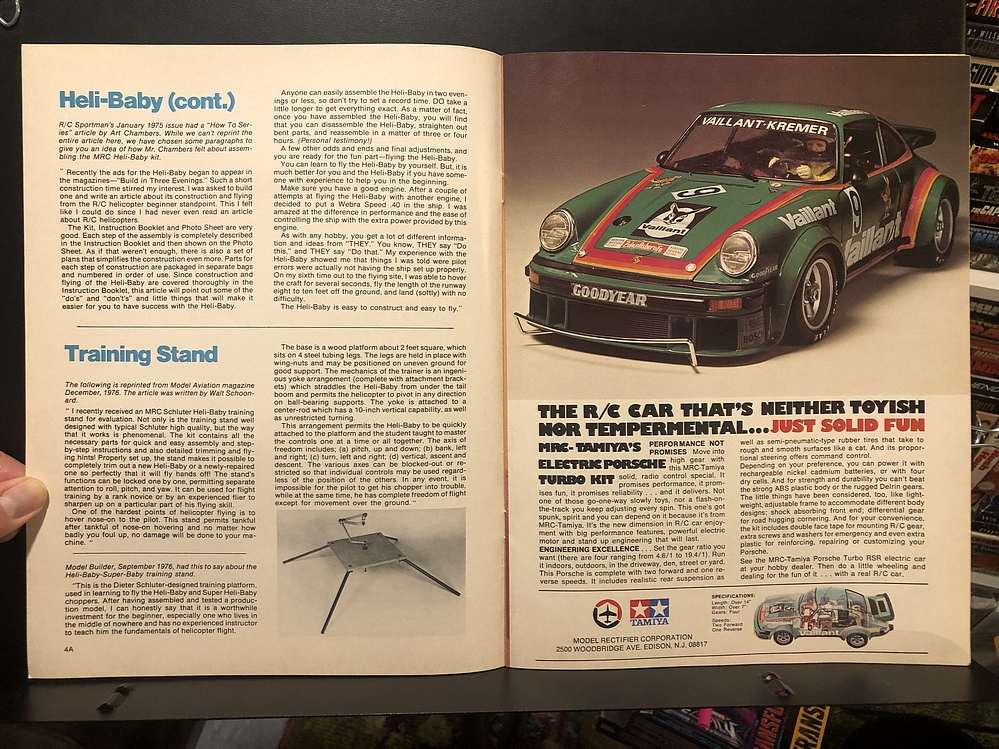 Heli-Baby (cont.)
R/C Sportman's January 1975 issue had a "How To Ser-
ies" article by Art Chambers. While we can't reprint the
entire article here, we have chosen some paragraphs to
give you an idea of how Mr. Chambers felt about assem-
bling the MRC Heli-Baby kit.
" Recently the ads for the Heli-Baby began to appear in
the magazines—"Build in Three Evenings." Such a short
construction time stirred my interest. I was asked to build
one and write an article about its construction and flying
from the R/C helicopter beginner standpoint. This I felt
like I could do since I had never even read an article
about R/C helicopters.
The Kit, Instruction Booklet and Photo Sheet are very
good. Each step of the assembly is completely described
in the Instruction Booklet and then shown on the Photo
Sheet. As if that weren't enough, there is also a set of
plans that simplifies the construction even more. Parts for
each step of construction are packaged in separate bags
and numbered in order of use. Since construction and
flying of the Heli-Baby are covered thoroughly in the
Instruction Booklet, this article will point out some of the
"do's" and "don't's" and little things that will make it
easier for you to have success with the Heli-Baby.
Anyone can easily assemble the Heli-Baby in two even-
ings or less, so don't try to set a record time. DO take a
little longer to get everything exact. As a matter of fact,
once you have assembled the Heli-Baby, you will find
that you can disassemble the Heli-Baby, straighten out
bent parts, and reassemble in a matter of three or four
hours. (Personal testimony!)
A few other odds and ends and final adjustments, and
you are ready for the fun part—flying the Heli-Baby.
You can learn to fly the Heli-Baby by yourself. But, it is
much better for you and the Heli-Baby if you have some-
one with experience to help you in the beginning.
Make sure you have a good engine. After a couple of
attempts at flying the Heli-Baby with another engine, I
decided to put a Webra Speed .40 in the ship. I was
amazed at the difference in performance and the ease of
controlling the ship with the extra power provided by this
engine.
As with any hobby, you get a lot of different informa-
tion and ideas from "THEY." You know, THEY say "Do
this," and THEY say "Do that." My experience with the
Heli-Baby showed me that things I was told were pilot
errors were actually not having the ship set up properly.
On my sixth time out to the flying site, I was able to hover
the craft for several seconds, fly the length of the runway
eight to ten feet off the ground, and land (softly) with no
difficulty.
The Heli-Baby is easy to construct and easy to fly."
Training Stand
The following is reprinted from Model Aviation magazine
December, 1976. The article was written by Walt Schoon-
ard.
" I recently received an MRC Schluter Heli-Baby training
stand for evaluation. Not only is the training stand well
designed with typical Schluter high quality, but the way
that it works is phenomenal. The kit contains all the
necessary parts for quick and easy assembly and step-
by-step instructions and also detailed trimming and fly-
ing hints! Properly set up, the stand makes it possible to
completely trim out a new Heli-Baby or a newly-repaired
one so perfectly that it will fly hands off! The stand's
functions can be locked one by one, permitting separate
attention to roll, pitch, and yaw. It can be used for flight
training by a rank novice or by an experienced flier to
sharpen up on a particular part of his flying skill.
One of the hardest points of helicopter flying is to
hover nose-on to the pilot. This stand permits tankful
after tankful of nose-on hovering and no matter how
badly you foul up, no damage will be done to your ma-
chine. "
Model Builder, September 1976, had this to say about the
Heli-Baby-Super-Baby training stand.
"This is the Dieter Schluter-designed training platform,
used in learning to fly the Heli-Baby and Super Heli-Baby
choppers. After having assembled and tested a produc-
tion model, I can honestly say that it is a worthwhile
investment for the beginner, especially one who lives in
the middle of nowhere and has no experienced instructor
to teach him the fundamentals of helicopter flight.
The base is a wood platform about 2 feet square, which
sits on 4 steel tubing legs. The legs are held in place with
wing-nuts and may be positioned on uneven ground for
good support. The mechanics of the trainer is an ingeni-
ous yoke arrangement (complete with attachment brack-
ets) which straddles the Heli-Baby from under the tail
boom and permits the helicopter to pivot in any direction
on ball-bearing supports. The yoke is attached to a
center-rod which has a 10-inch vertical capability, as well
as unrestricted turning.
This arrangement permits the Heli-Baby to be quickly
attached to the platform and the student taught to master
the controls one at a time or all together. The axis of
freedom includes; (a) pitch, up and down; (b) bank, left
and right; (c) turn, left and right; (d) vertical, ascent and
descent. The various axes can be blocked-out or re-
stricted so that individual controls may be used regard-
less of the position of the others. In any event, it is
impossible for the pilot to get his chopper into trouble,
while at the same time, he has complete freedom of flight
except for movement over the ground. "
4A
VAILLANT-KREMER
9
Vaillant
Vaillant
Vaillant
GOODYEAR
GOODYEAR
BOSCH
THE R/C CAR THAT'S NEITHER TOYISH
NOR TEMPERMENTAL...JUST SOLID FUN
MRC-TAMIYA'S
ELECTRIC PORSCHE
TURBO KIT
PERFORMANCE NOT
PROMISES Move into
high gear with
this MRC-Tamiya
solid, radio control special. It
promises performance, it prom-
ises fun, it promises reliability . . . and it delivers. Not
one of those go-one-way slowly toys, nor a flash-on-
the-track you keep adjusting every spin. This one's got
spunk, spirit and you can depend on it because it's from
MRC-Tamiya. It's the new dimension in R/C car enjoy-
ment with big performance features, powerful electric
motor and stand up engineering that will last.
ENGINEERING EXCELLENCE . . . Set the gear ratio you
want (there are four ranging from 4.6/1 to 19.4/1). Run
it indoors, outdoors, in the driveway, den, street or yard.
This Porsche is complete with two forward and one re-
verse speeds. It includes realistic rear suspension as
well as semi-pneumatic-type rubber tires that take to
rough and smooth surfaces like a cat. And its propor-
tional steering offers command control.
Depending on your preference, you can power it with
rechargeable nickel cadmium batteries, or with four
dry cells. And for strength and durability you can't beat
the strong ABS plastic body or the rugged Delrin gears.
The little things have been considered, too, like light-
weight, adjustable frame to accommodate different body
designs; shock absorbing front end; differential gear
for road hugging cornering. And for your convenience,
the kit includes double face tape for mounting R/C gear,
extra screws and washers for emergency and even extra
plastic for reinforcing, repairing or customizing your
Porsche.
See the MRC-Tamiya Porsche Turbo RSR electric car
at your hobby dealer. Then do a little wheeling and
dealing for the fun of it . . . with a real R/C car.
TAMIYA
MODEL RECTIFIER CORPORATION
2500 WOODBRIDGE AVE. EDISON, N.J. 08817
SPECIFICATIONS:
Length: Over 14"
Width: Over 7"
Gears: Four
Speeds:
Two Forward
One Reverse
Vaillant